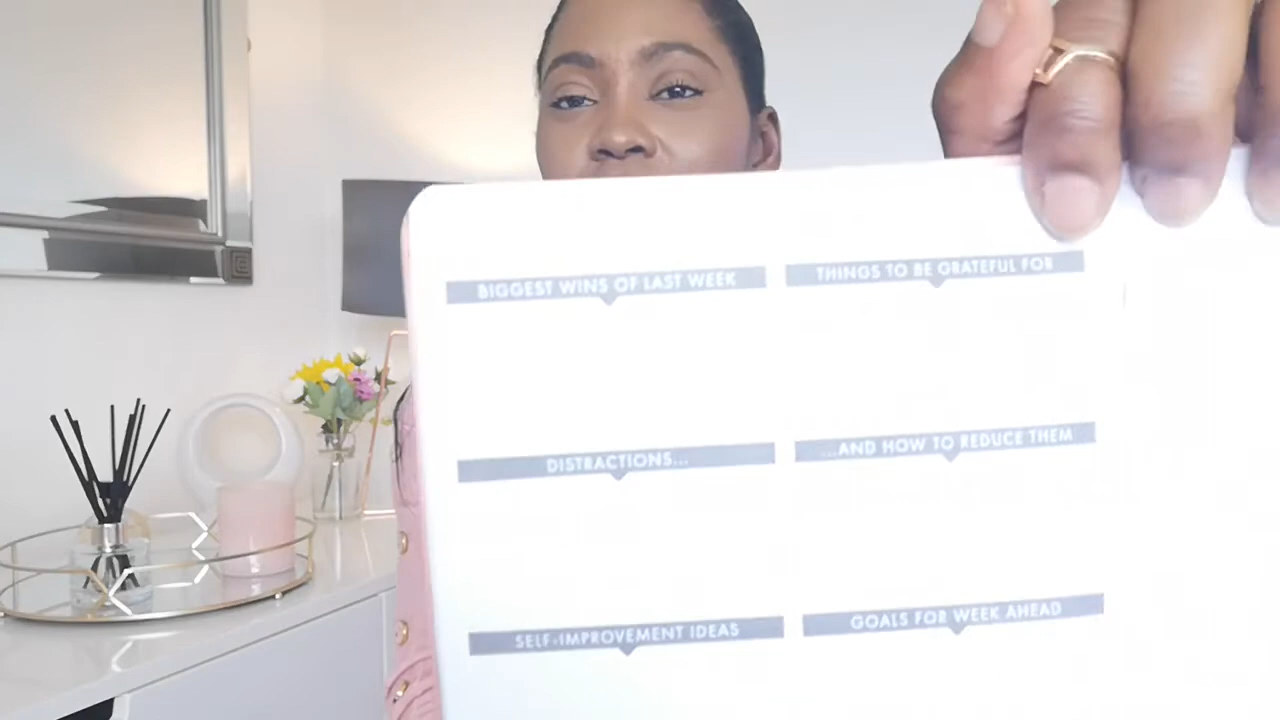 BIGGEST WINS OF LAST WEEK
THINGS TO BE GRATEFUL FOR
DISTRACTIONS...
...AND HOW TO REDUCE THEM
SELF-IMPROVEMENT IDEAS
GOALS FOR WEEK AHEAD